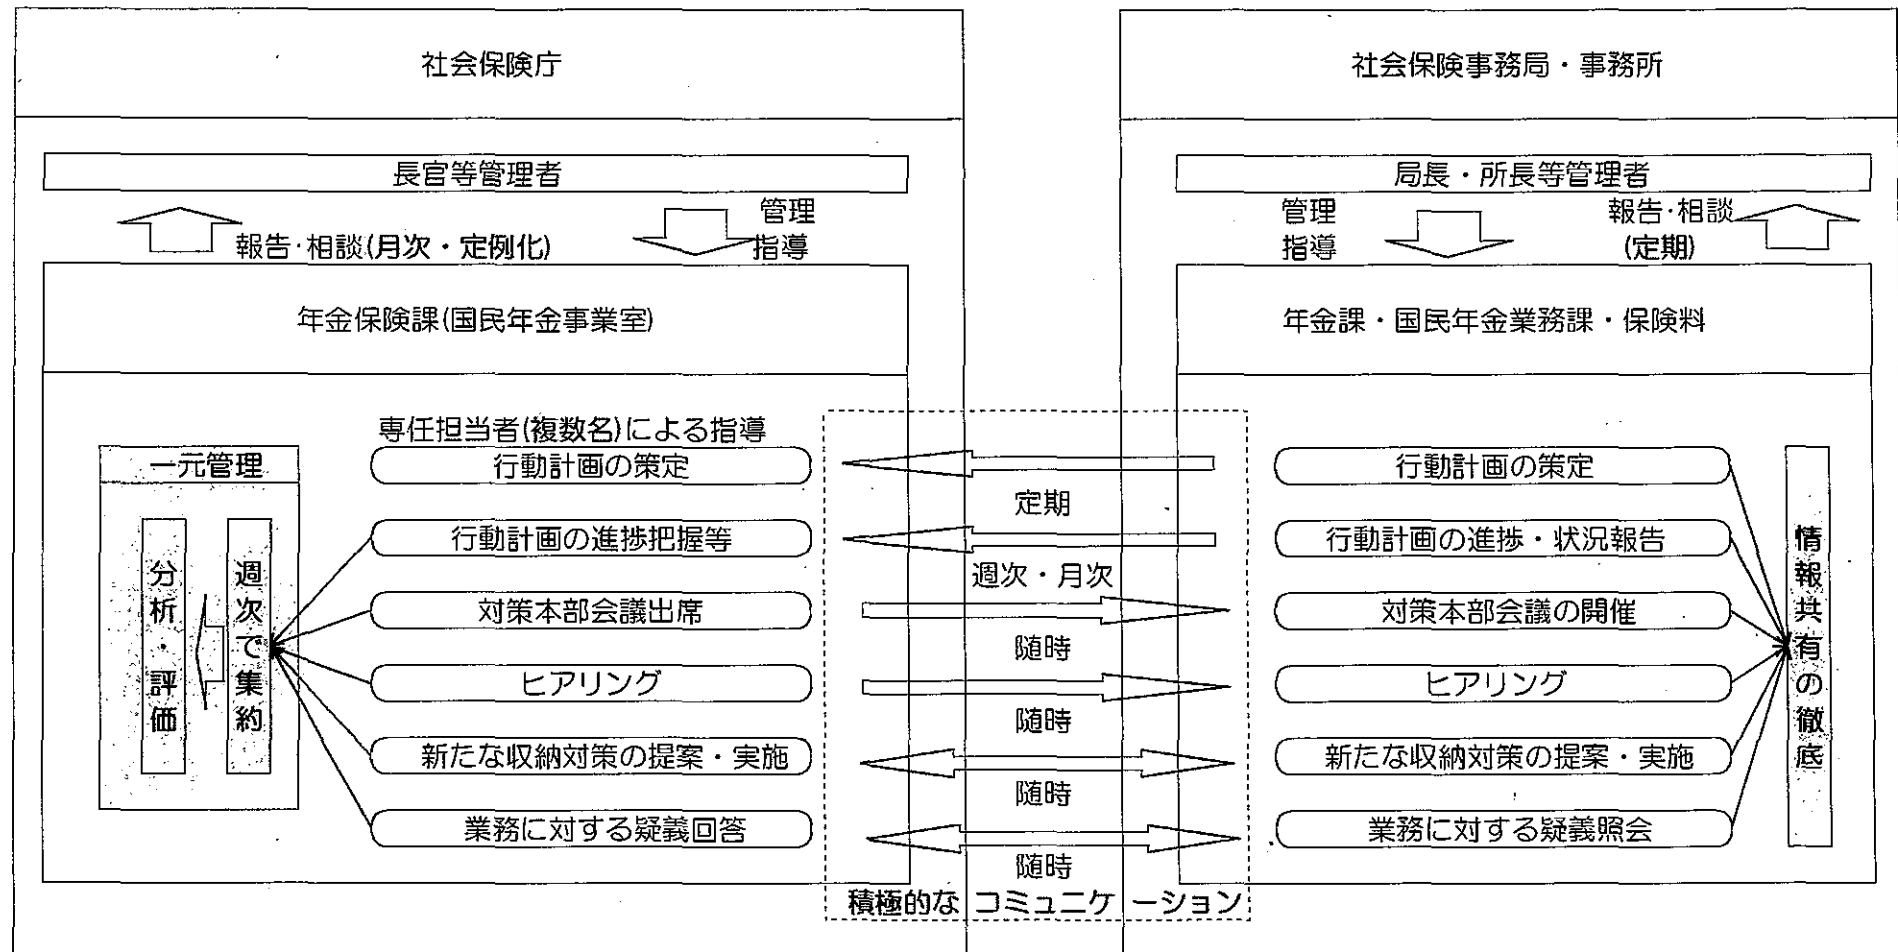 社会保険庁
長官等管理者
報告・相談(月次・定例化)
管理
指導
年金保険課(国民年金事業室)
専任担当者(複数名)による指導
一元管理
分析・評価
週次で集約
行動計画の策定
行動計画の進捗把握等
対策本部会議出席
ヒアリング
新たな収納対策の提案・実施
業務に対する疑義回答
定期
週次・月次
随時
随時
随時
随時
積極的な コミュニケーション
社会保険事務局・事務所
局長・所長等管理者
管理
指導
報告・相談
(定期)
年金課・国民年金業務課・保険料
行動計画の策定
行動計画の進捗・状況報告
対策本部会議の開催
ヒアリング
新たな収納対策の提案・実施
業務に対する疑義照会
情報共有の徹底